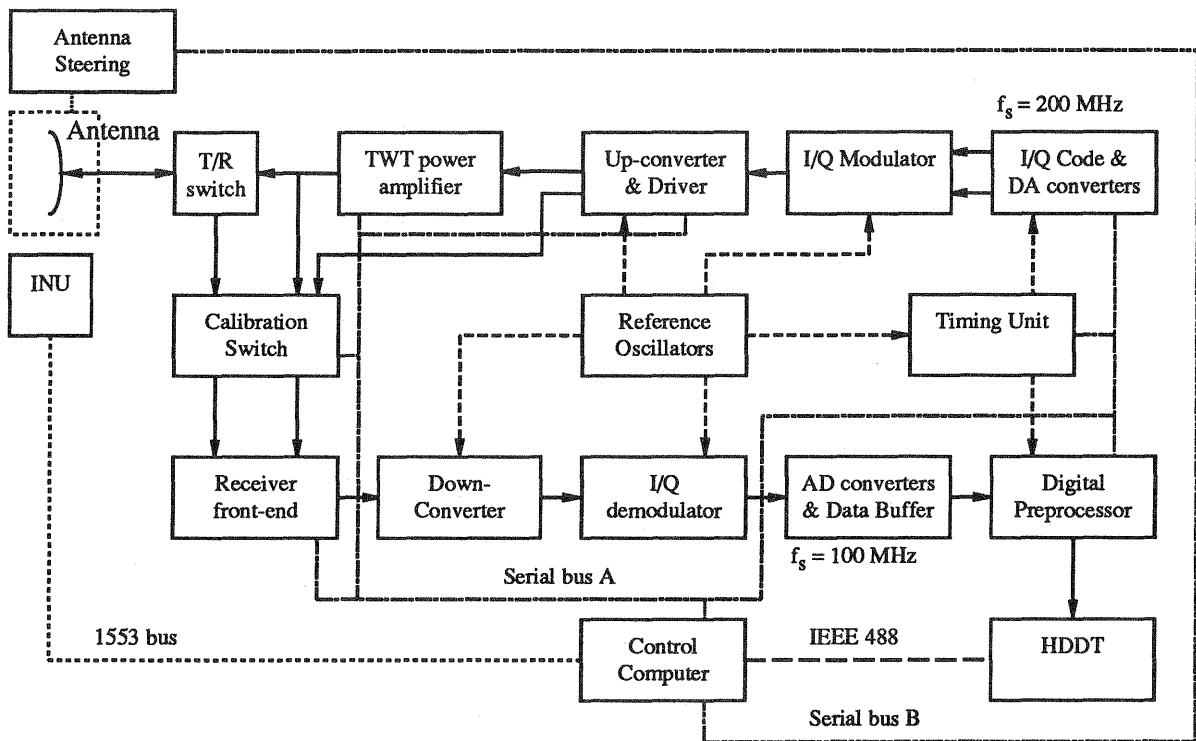 Antenna
Steering
Antenna
f_s = 200 MHz
T/R
switch
TWT power
amplifier
Up-converter
& Driver
I/Q Modulator
I/Q Code &
DA converters
INU
Calibration
Switch
Reference
Oscillators
Timing Unit
Receiver
front-end
Down-
Converter
I/Q
demodulator
AD converters
& Data Buffer
Digital
Preprocessor
f_s = 100 MHz
Serial bus A
1553 bus
Control
Computer
IEEE 488
HDDT
Serial bus B